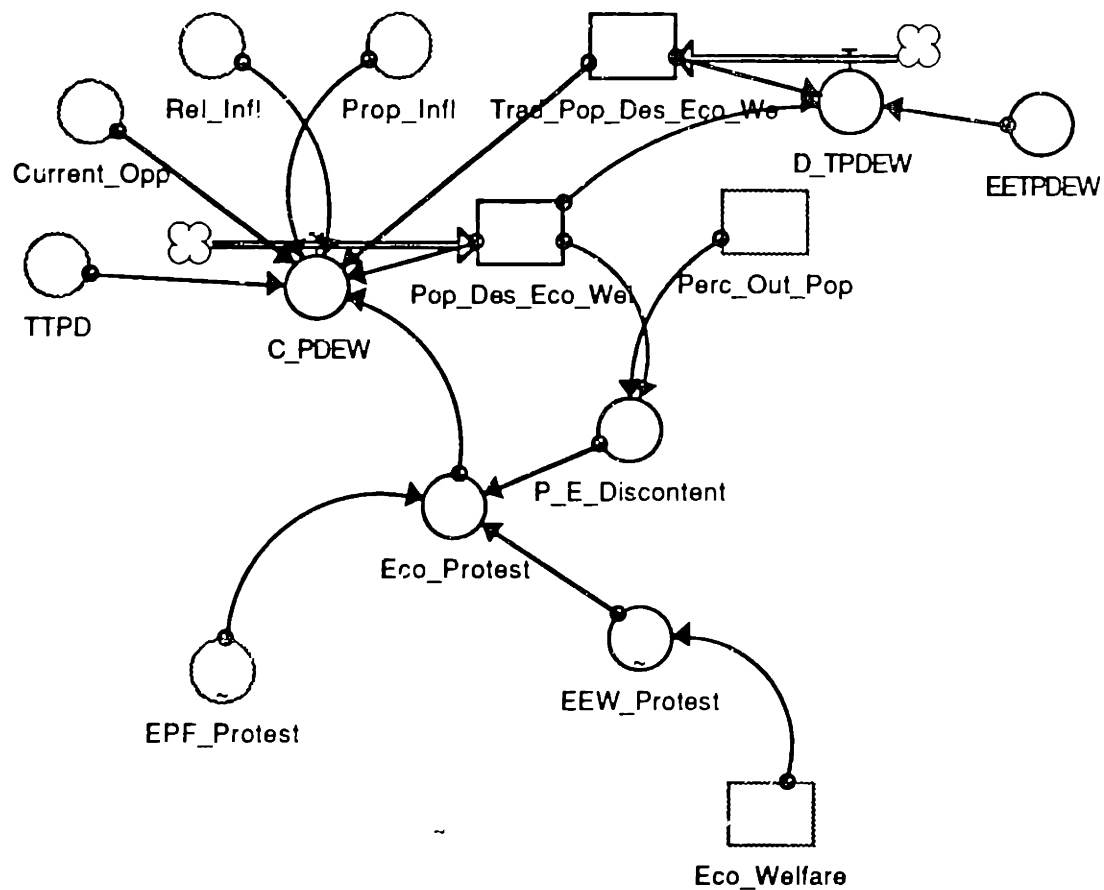 Rel_Infl
Prop_Infl
Trad_Pop_Des_Eco_We
Current_Opp
D_TPDEW
EETPDEW
Pop_Des_Eco_Wel
Perc_Out_Pop
TTPD
C_PDEW
P_E_Discontent
Eco_Protest
~
EEW_Protest
~
EPF_Protest
~
Eco_Welfare